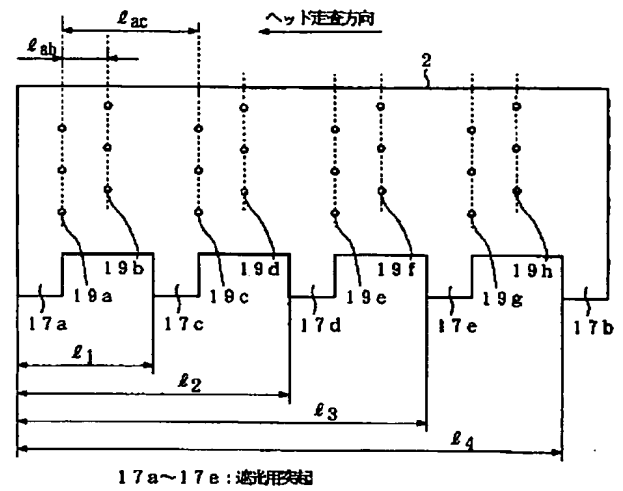 ℓac
ヘッド走査方向
ℓab
2
19b
19d
19f
19h
19a
19c
19e
19g
17a
17c
17d
17e
17b
ℓ1
ℓ2
ℓ3
ℓ4
17a～17e：遮光用突起